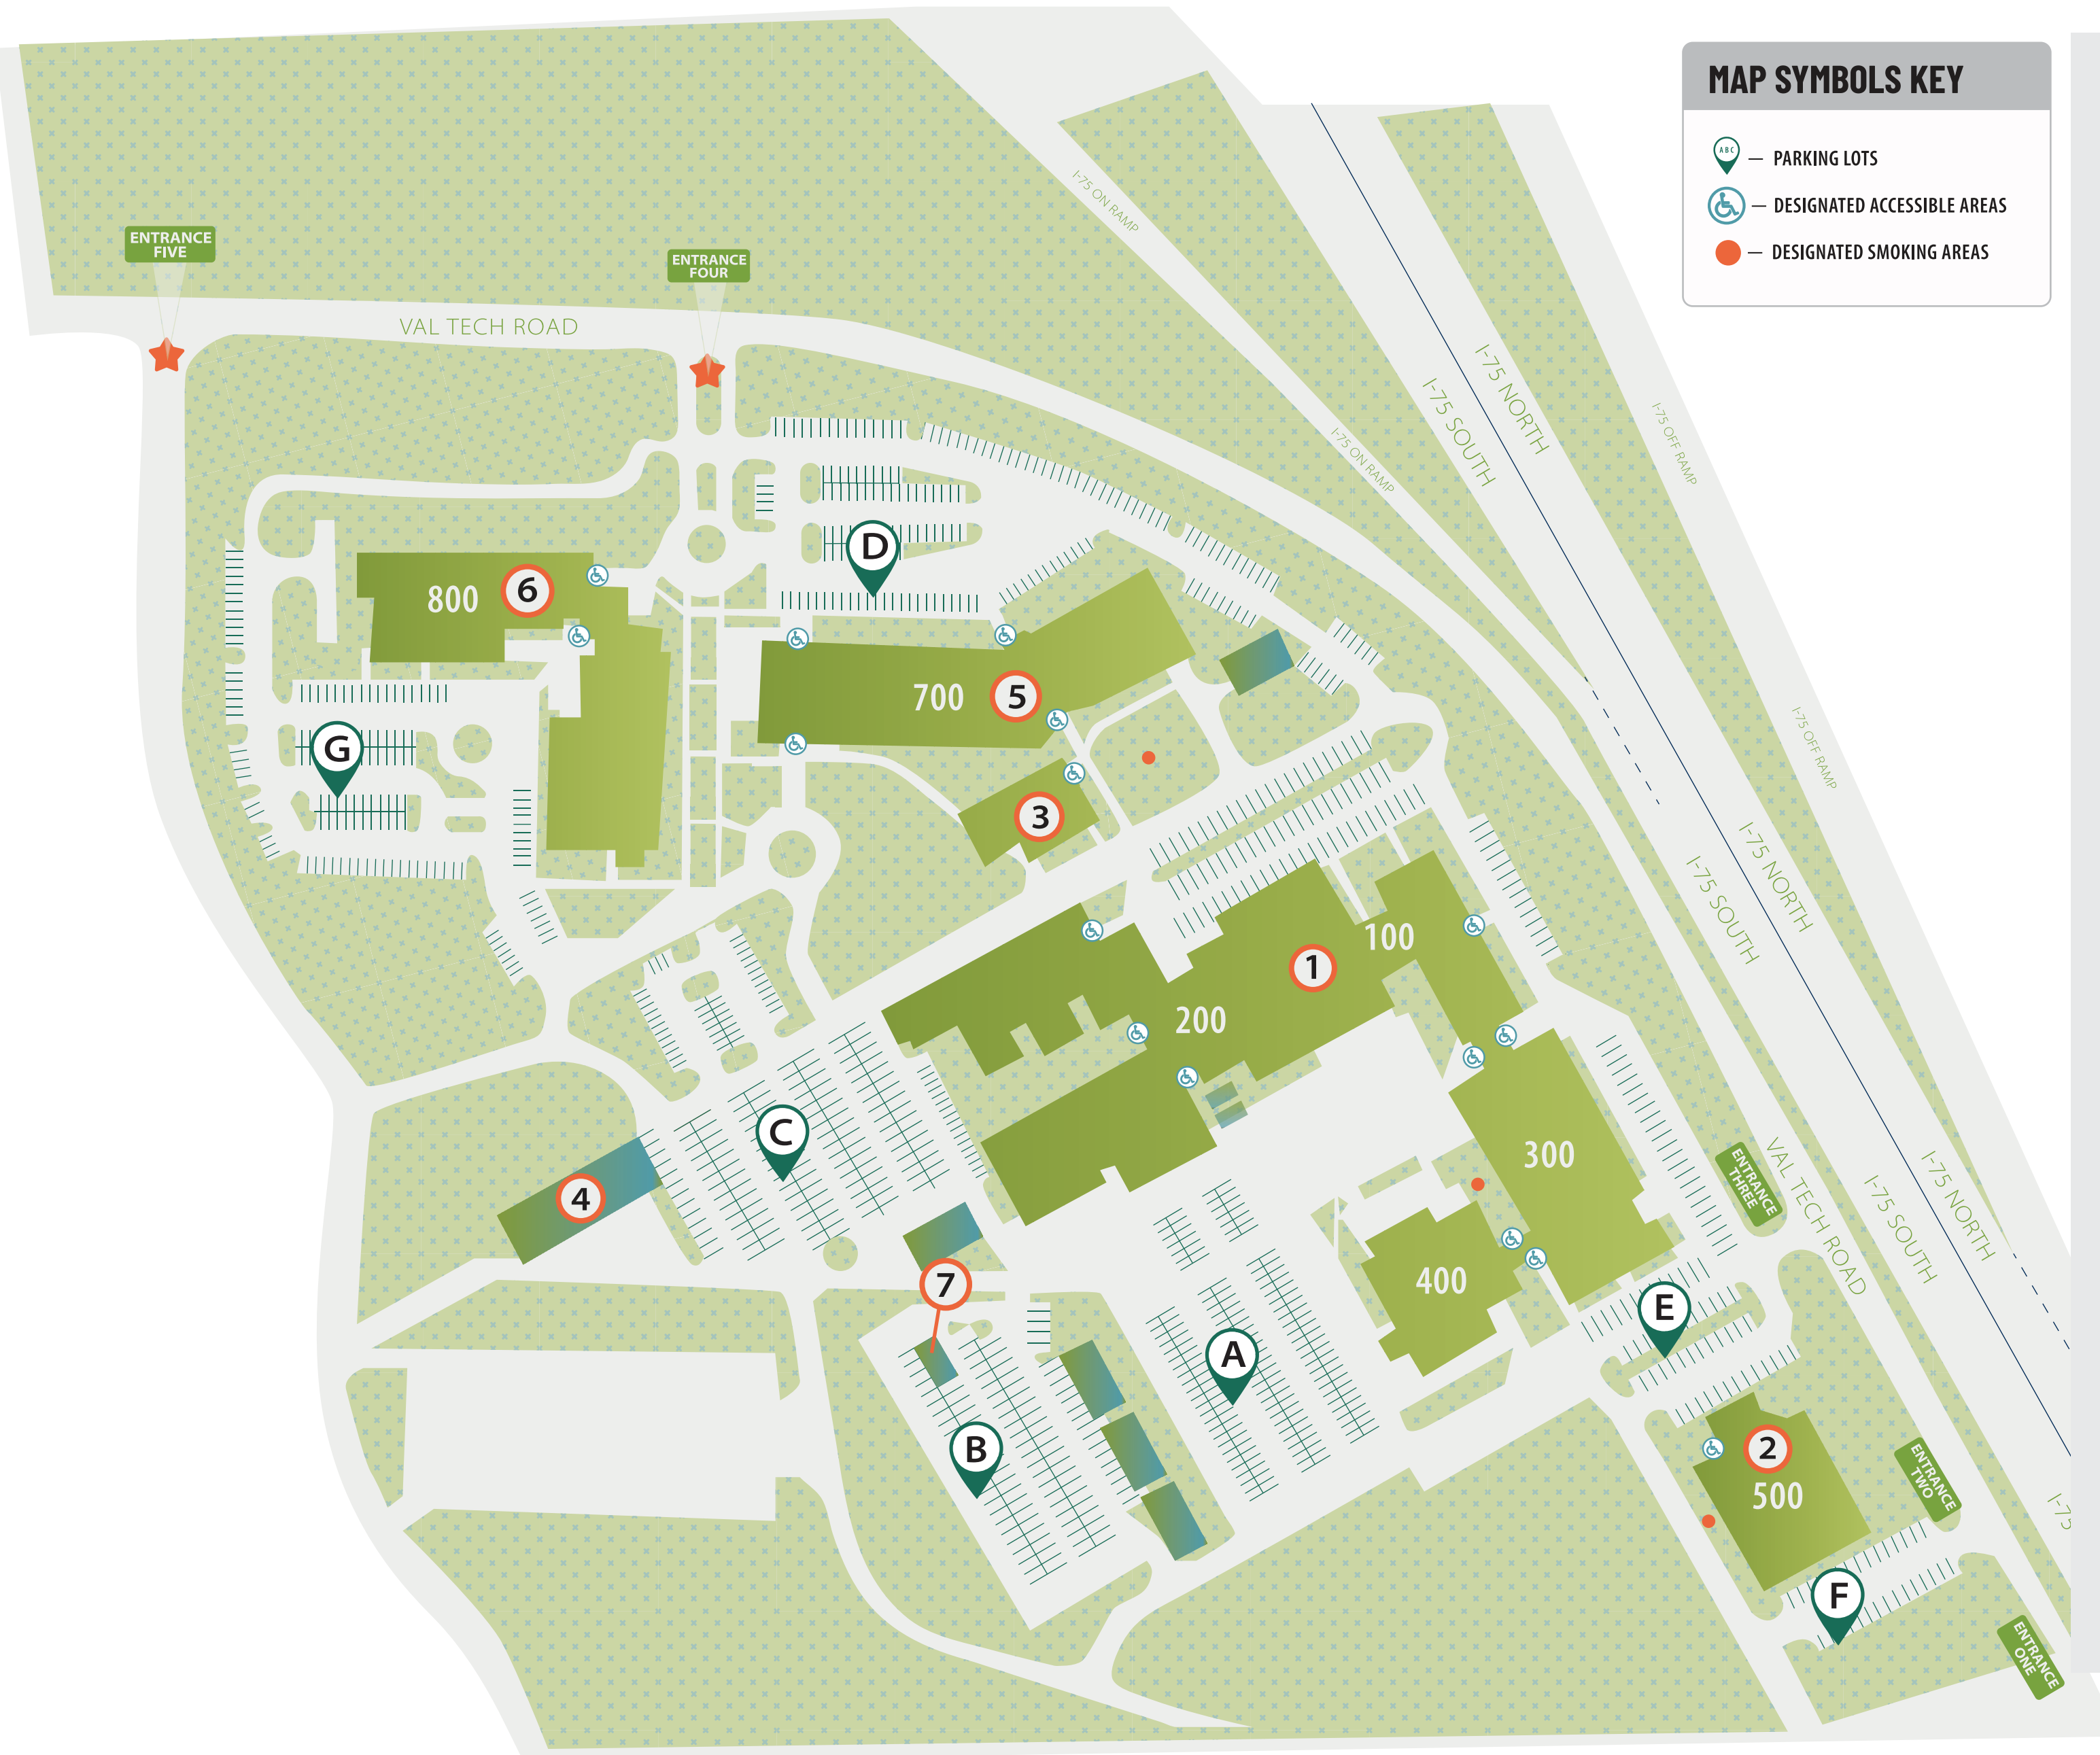 MAP SYMBOLS KEY
A B C
— PARKING LOTS
— DESIGNATED ACCESSIBLE AREAS
— DESIGNATED SMOKING AREAS
I-75 ON RAMP
ENTRANCE
FIVE
ENTRANCE
FOUR
VAL TECH ROAD
I-75 NORTH
I-75 SOUTH
I-75 OFF RAMP
I-75 ON RAMP
D
800
6
700
5
G
3
I-75 OFF RAMP
I-75 NORTH
I-75 SOUTH
100
1
200
C
300
4
ENTRANCE
THREE
VAL TECH ROAD
I-75 NORTH
I-75 SOUTH
400
7
E
A
B
2
500
ENTRANCE
TWO
I-75
F
ENTRANCE
ONE